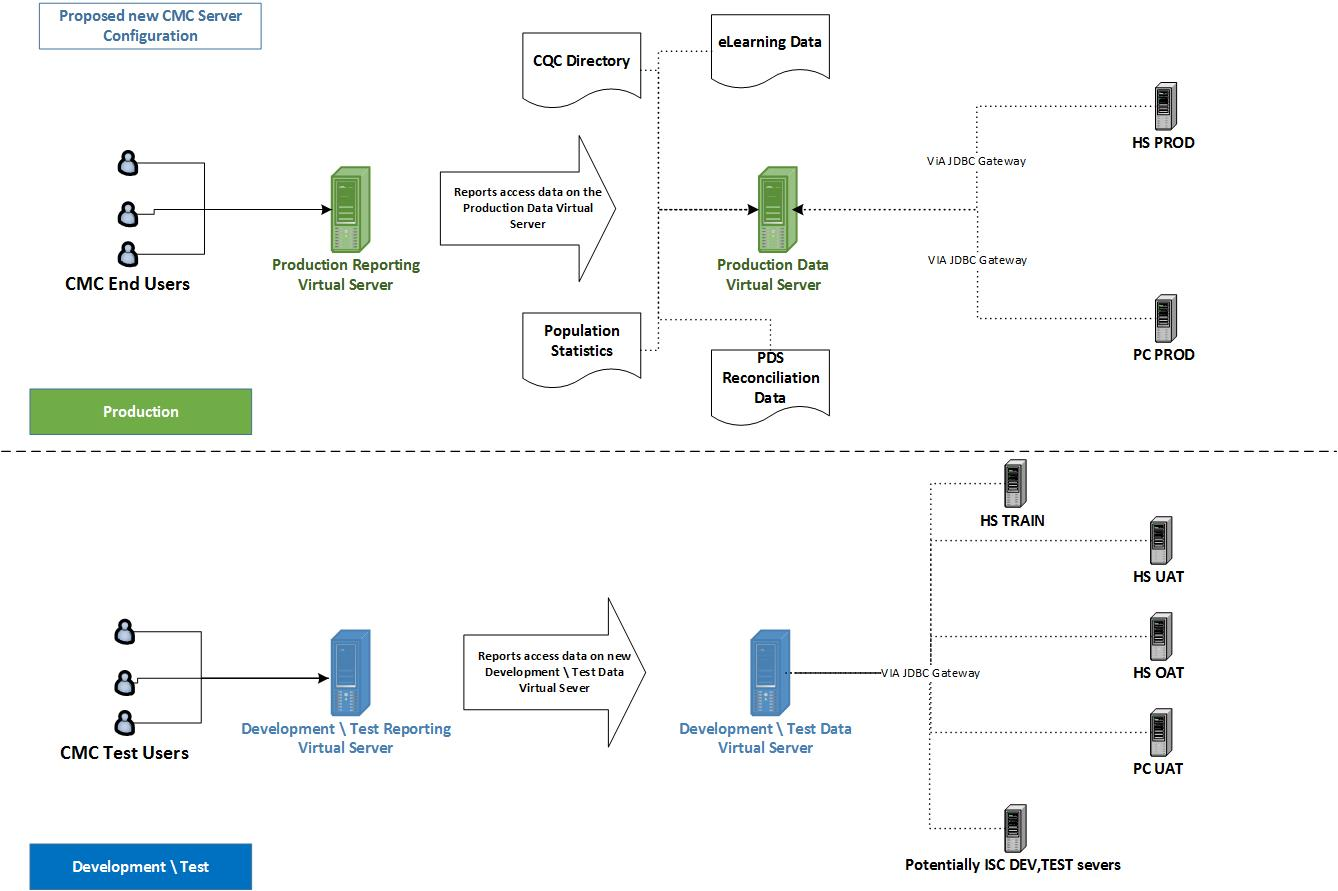 Proposed new CMC Server
Configuration
CQC Directory
eLearning Data
HS PROD
ViA JDBC Gateway
Reports access data on the
Production Data Virtual
Server
CMC End Users
Production Reporting
Virtual Server
Production Data
Virtual Server
VIA JDBC Gateway
Population
Statistics
PDS
Reconciliation
Data
PC PROD
Production
HS TRAIN
HS UAT
Reports access data on new
Development \ Test Data
Virtual Sever
HS OAT
VIA JDBC Gateway
CMC Test Users
Development \ Test Reporting
Virtual Server
Development \ Test Data
Virtual Server
PC UAT
Development \ Test
Potentially ISC DEV,TEST severs